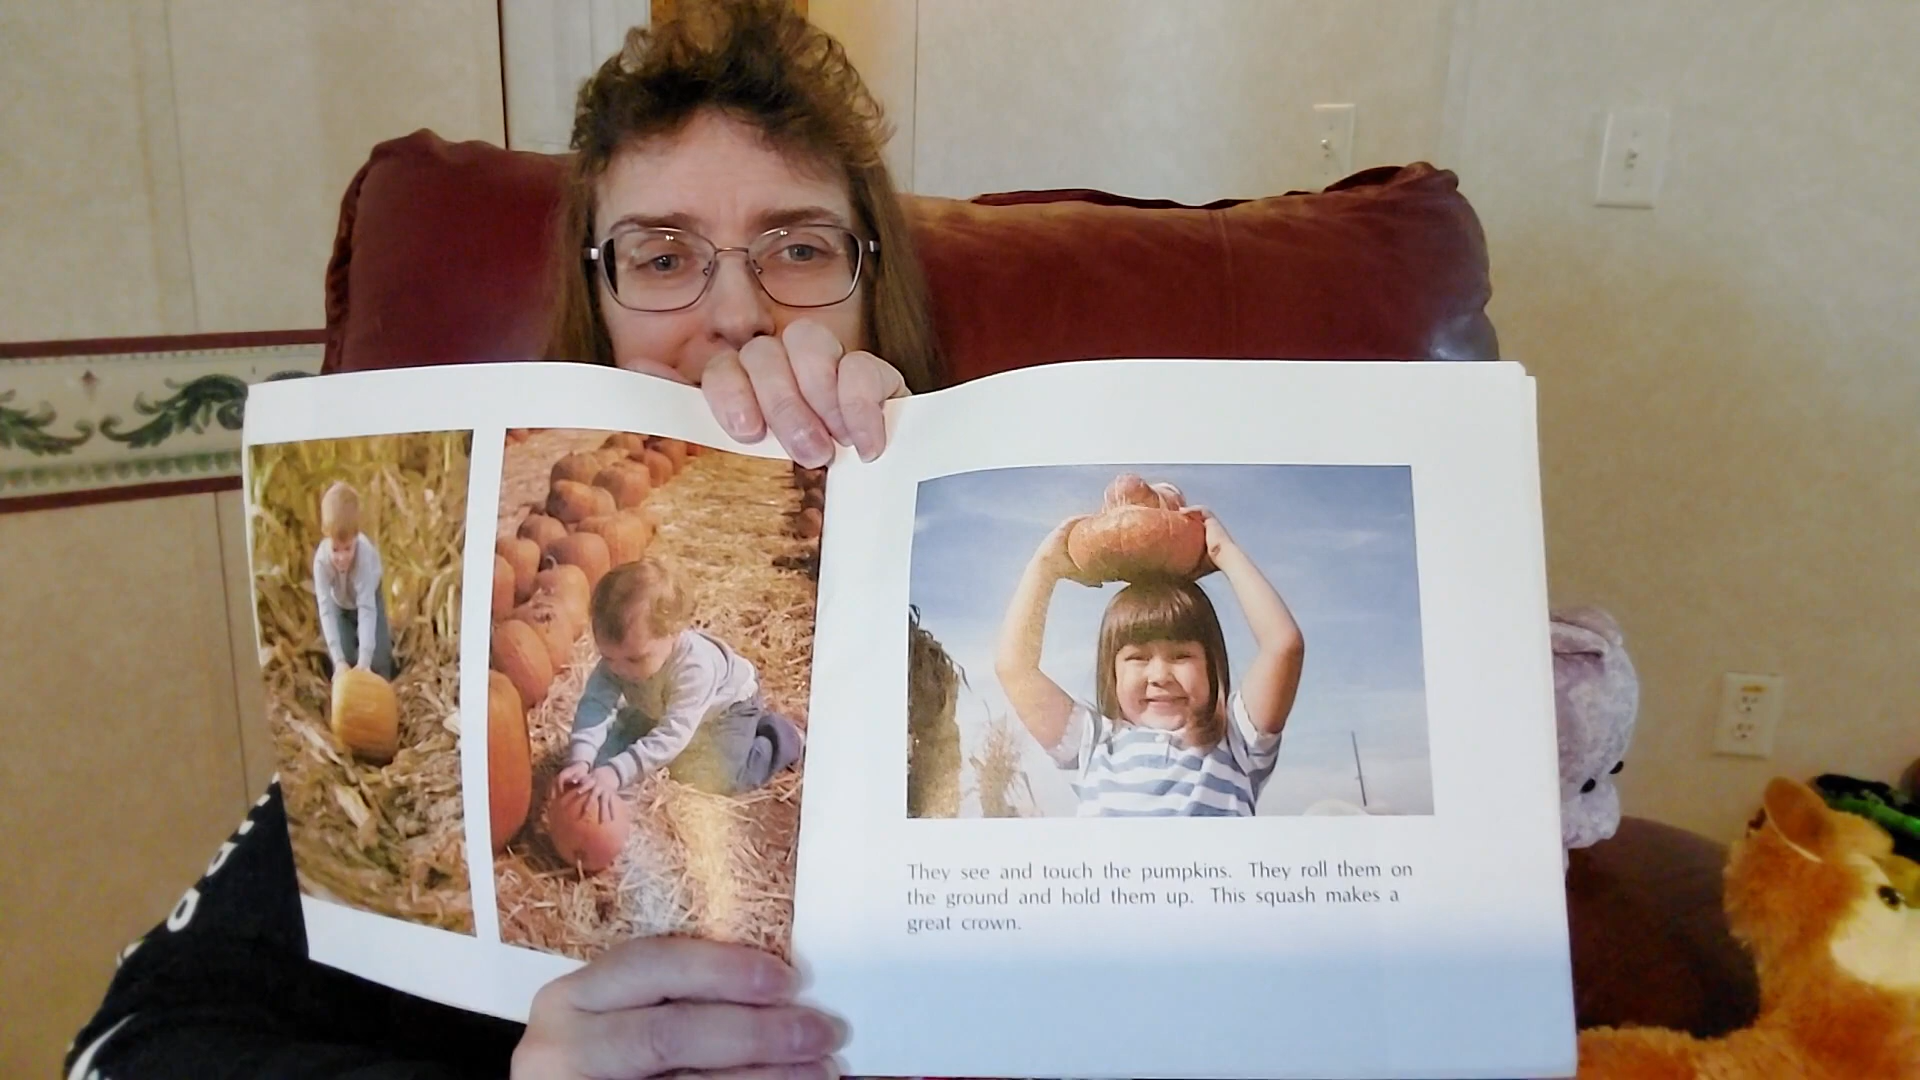 They see and touch the pumpkins. They roll them on
the ground and hold them up. This squash makes a
great crown.